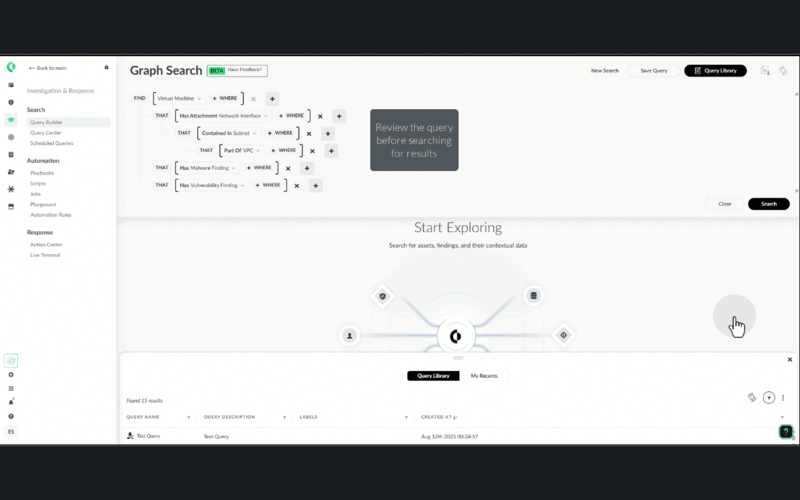 Back to main
Graph Search
BETA Have Feedback?
New Search
Save Query
Query Library
Investigation & Response
Search
Query Builder
Query Center
Scheduled Queries
Automation
Playbooks
Scripts
Jobs
Playground
Automation Rules
Response
Action Center
Live Terminal
ES
FIND [ Virtual Machine + WHERE ] × +
THAT [ Has Attachment Network Interface + WHERE ] × +
THAT [ Contained In Subnet + WHERE ] × +
THAT [ Part Of VPC + WHERE ] × +
THAT [ Has Malware Finding + WHERE ] × +
THAT [ Has Vulnerability Finding + WHERE ] × +
Review the query
before searching
for results
Close
Search
Start Exploring
Search for assets, findings, and their contextual data
Query Library
My Recents
Found 15 results
QUERY NAME QUERY DESCRIPTION LABELS CREATED AT
Test Query Test Query Aug 12th 2025 00:24:57
?